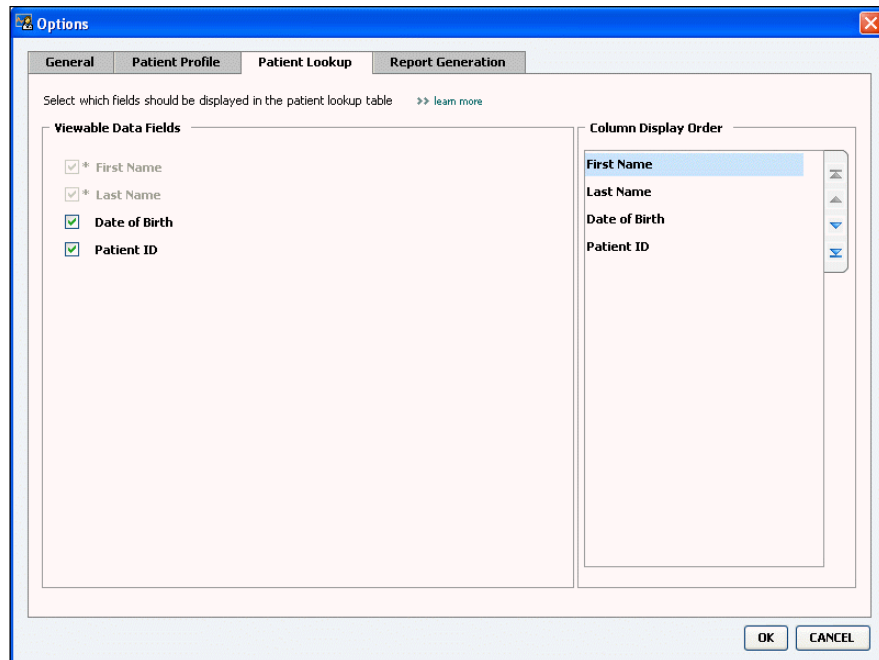 Options
General Patient Profile Patient Lookup Report Generation
Select which fields should be displayed in the patient lookup table >> learn more
Viewable Data Fields
* First Name
* Last Name
Date of Birth
Patient ID
Column Display Order
First Name
Last Name
Date of Birth
Patient ID
OK CANCEL